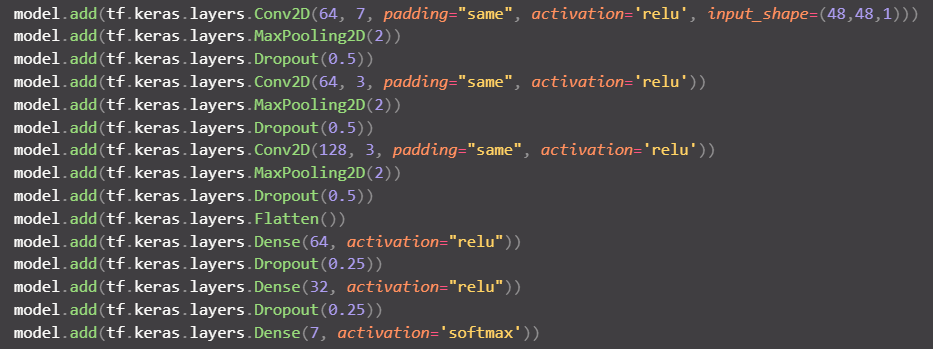 model.add(tf.keras.layers.Conv2D(64, 7, padding="same", activation='relu', input_shape=(48,48,1)))
model.add(tf.keras.layers.MaxPooling2D(2))
model.add(tf.keras.layers.Dropout(0.5))
model.add(tf.keras.layers.Conv2D(64, 3, padding="same", activation='relu'))
model.add(tf.keras.layers.MaxPooling2D(2))
model.add(tf.keras.layers.Dropout(0.5))
model.add(tf.keras.layers.Conv2D(128, 3, padding="same", activation='relu'))
model.add(tf.keras.layers.MaxPooling2D(2))
model.add(tf.keras.layers.Dropout(0.5))
model.add(tf.keras.layers.Flatten())
model.add(tf.keras.layers.Dense(64, activation="relu"))
model.add(tf.keras.layers.Dropout(0.25))
model.add(tf.keras.layers.Dense(32, activation="relu"))
model.add(tf.keras.layers.Dropout(0.25))
model.add(tf.keras.layers.Dense(7, activation='softmax'))